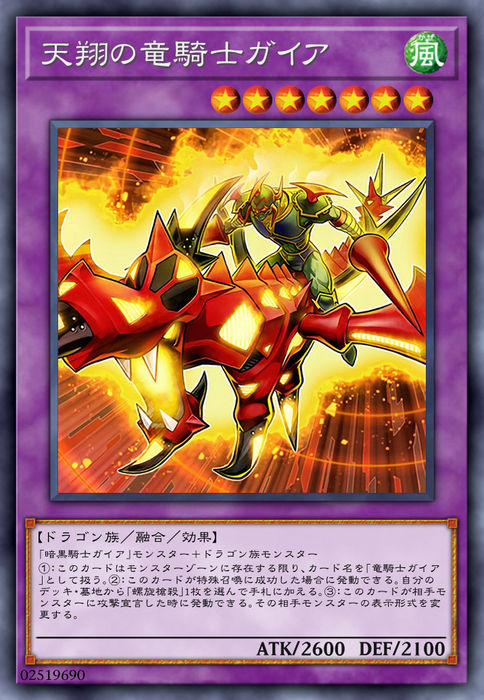 天翔の竜騎士ガイア
かぜ
風
【ドラゴン族/融合/効果】
「暗黒騎士ガイア」モンスター+ドラゴン族モンスター
①:このカードはモンスターゾーンに存在する限り、カード名を「竜騎士ガイア」
として扱う。②:このカードが特殊召喚に成功した場合に発動できる。自分の
デッキ・墓地から「螺旋槍殺」1枚を選んで手札に加える。③:このカードが相手モ
ンスターに攻撃宣言した時に発動できる。その相手モンスターの表示形式を変
更する。
ATK/2600 DEF/2100
02519690